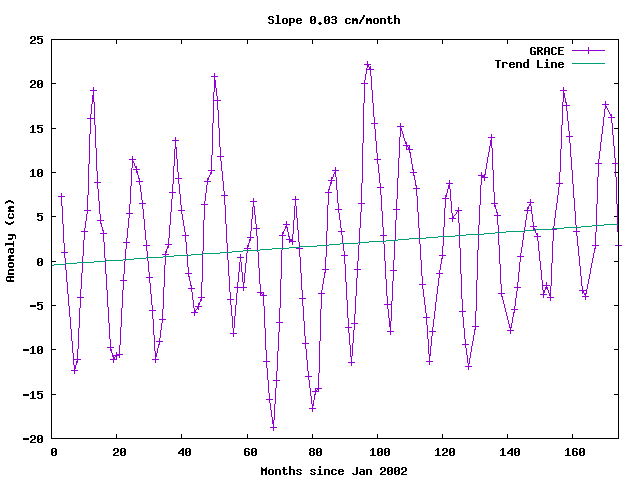 Slope 0.03 cm/month
25
20
15
10
5
0
-5
-10
-15
-20
Anomaly (cm)
GRACE
Trend Line
0 20 40 60 80 100 120 140 160
Months since Jan 2002